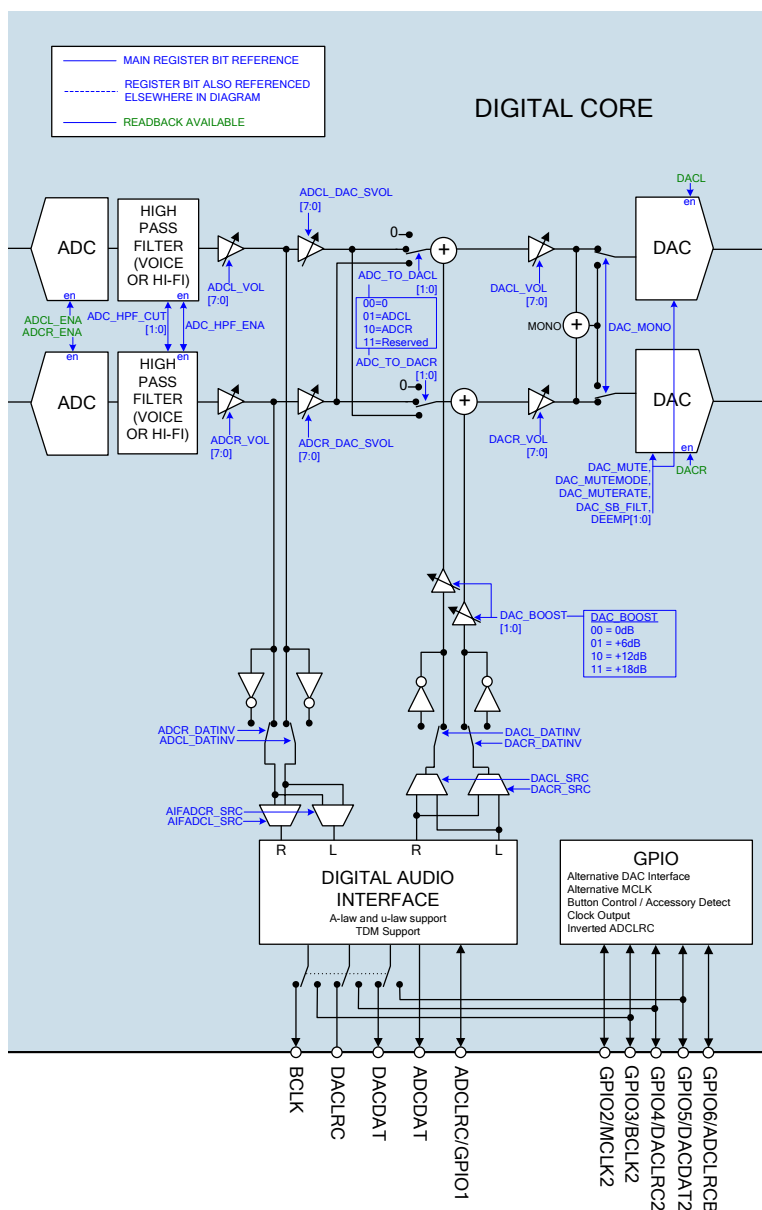 MAIN REGISTER BIT REFERENCE
REGISTER BIT ALSO REFERENCED
ELSEWHERE IN DIAGRAM
READBACK AVAILABLE
DIGITAL CORE
ADCL_DAC_SVOL
[7:0]
DACL
en
ADC
HIGH
PASS
FILTER
(VOICE
OR HI-FI)
en
en
0
+
DAC
ADCL_VOL
[7:0]
ADC_TO_DACL
[1:0]
00=0
01=ADCL
10=ADCR
11=Reserved
ADC_TO_DACR
[1:0]
DACL_VOL
[7:0]
MONO
+
DAC_MONO
ADCL_ENA
ADCR_ENA
ADC_HPF_CUT
[1:0]
ADC_HPF_ENA
en
en
ADC
HIGH
PASS
FILTER
(VOICE
OR HI-FI)
0
+
DAC
en
ADCR_VOL
[7:0]
ADCR_DAC_SVOL
[7:0]
DACR_VOL
[7:0]
DACR
DAC_MUTE,
DAC_MUTEMODE,
DAC_MUTERATE,
DAC_SB_FILT,
DEEMP[1:0]
DAC_BOOST
[1:0]
DAC_BOOST
00 = 0dB
01 = +6dB
10 = +12dB
11 = +18dB
ADCR_DATINV
ADCL_DATINV
DACL_DATINV
DACR_DATINV
DACL_SRC
DACR_SRC
AIFADCR_SRC
AIFADCL_SRC
R
L
R
L
DIGITAL AUDIO
INTERFACE
A-law and u-law support
TDM Support
GPIO
Alternative DAC Interface
Alternative MCLK
Button Control / Accessory Detect
Clock Output
Inverted ADCLRC
BCLK
DACLRC
DACDAT
ADCDAT
ADCLRC/GPIO1
GPIO2/MCLK2
GPIO3/BCLK2
GPIO4/DACLRC2
GPIO5/DACDAT2
GPIO6/ADCLRCB